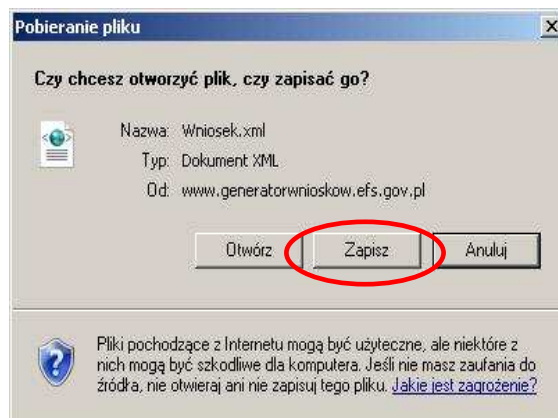 Pobieranie pliku
Czy chcesz otworzyć plik, czy zapisać go?
Nazwa: Wniosek.xml
Typ: Dokument XML
Od: www.generatorwnioskow.efs.gov.pl
Otwórz Zapisz Anuluj
Pliki pochodzące z Internetu mogą być użyteczne, ale niektóre z
nich mogą być szkodliwe dla komputera. Jeśli nie masz zaufania do
źródła, nie otwieraj ani nie zapisuj tego pliku. Jakie jest zagrożenie?